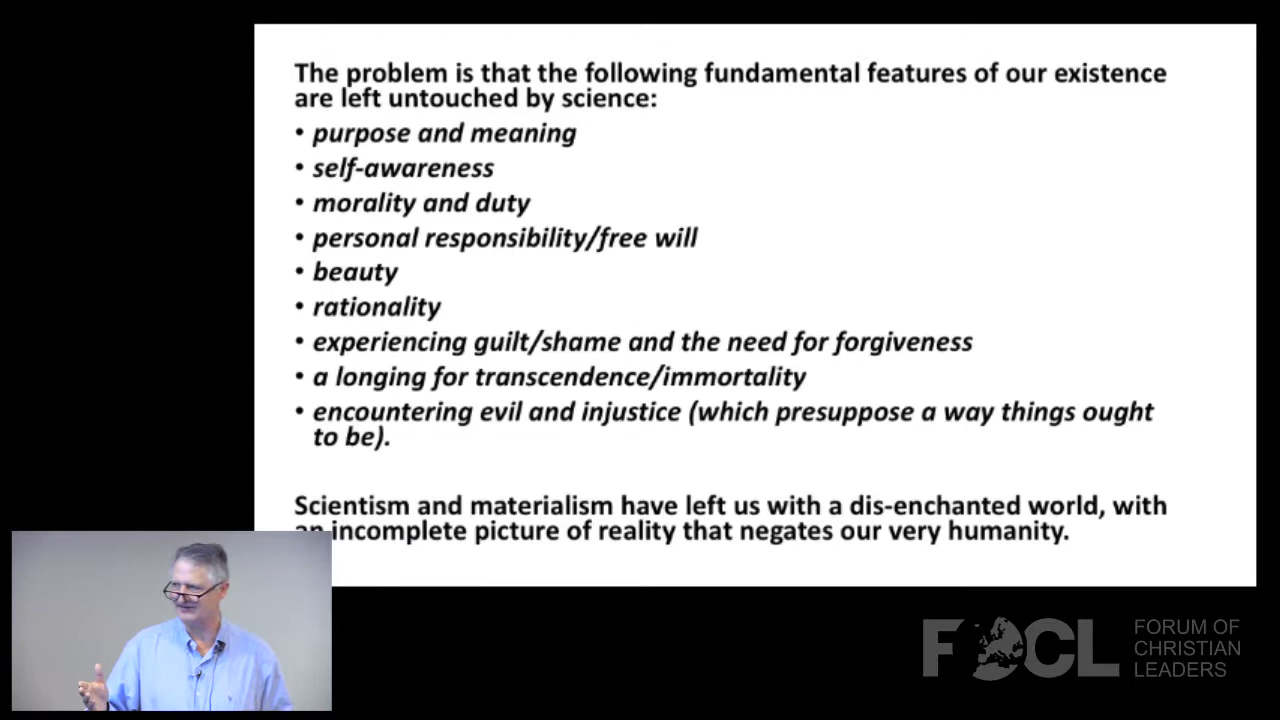 The problem is that the following fundamental features of our existence
are left untouched by science:
• purpose and meaning
• self-awareness
• morality and duty
• personal responsibility/free will
• beauty
• rationality
• experiencing guilt/shame and the need for forgiveness
• a longing for transcendence/immortality
• encountering evil and injustice (which presuppose a way things ought
to be).
Scientism and materialism have left us with a dis-enchanted world, with
an incomplete picture of reality that negates our very humanity.
FOCL
FORUM OF
CHRISTIAN
LEADERS